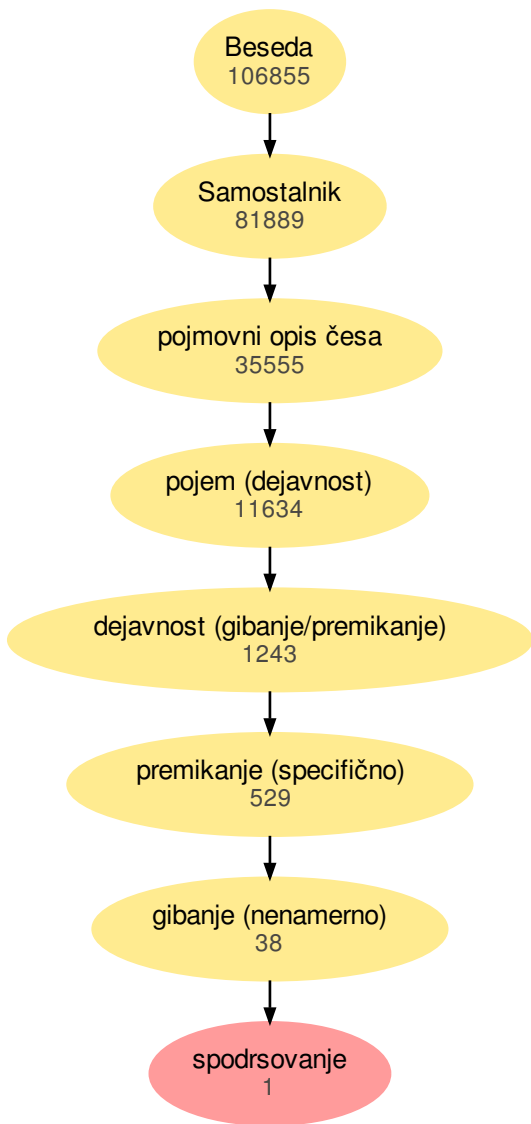 Beseda
106855
Samostalnik
81889
pojmovni opis česa
35555
pojem (dejavnost)
11634
dejavnost (gibanje/premikanje)
1243
premikanje (specifično)
529
gibanje (nenamerno)
38
spodrsovanje
1